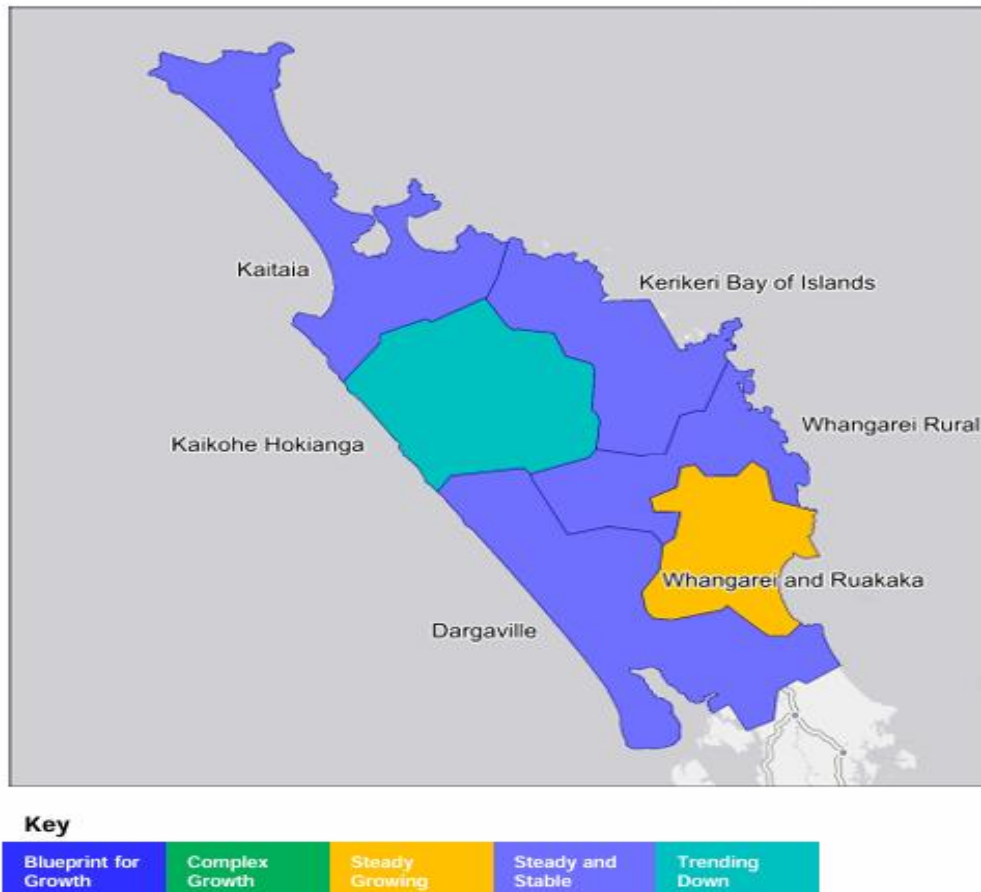 Kaitaia
Kerikeri Bay of Islands
Kaikohe Hokianga
Whangarei Rural
Whangarei and Ruakaka
Dargaville
Key
Blueprint for
Growth
Complex
Growth
Steady
Growing
Steady and
Stable
Trending
Down